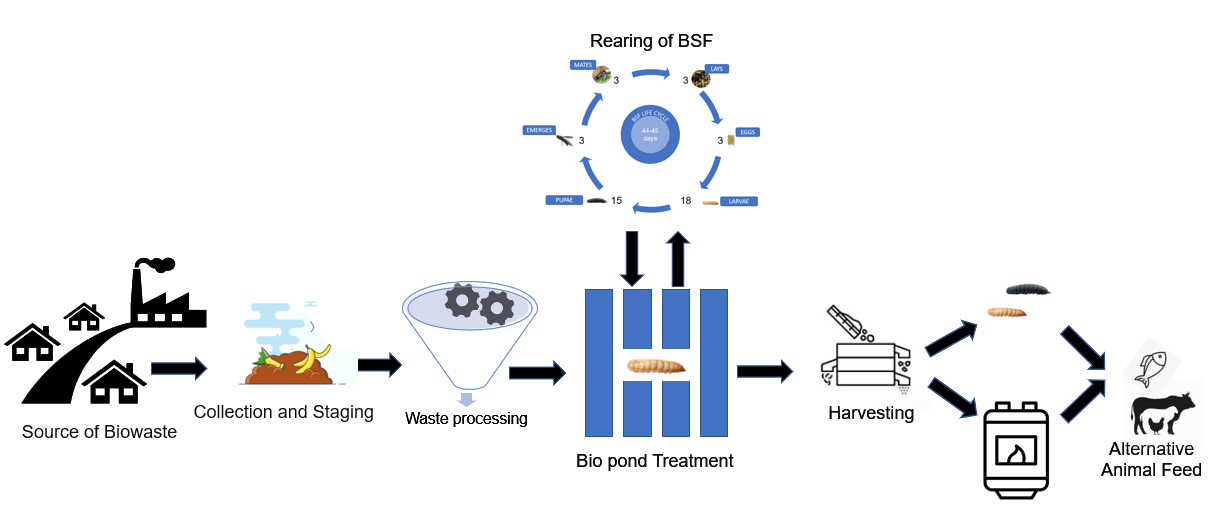 Rearing of BSF
MATES
3
3
LAYS
BSF LIFE CYCLE
44-45
days
EMERGES
3
3
EGGS
PUPAE
15
18
LARVAE
Source of Biowaste
Collection and Staging
Waste processing
Bio pond Treatment
Harvesting
Alternative
Animal Feed